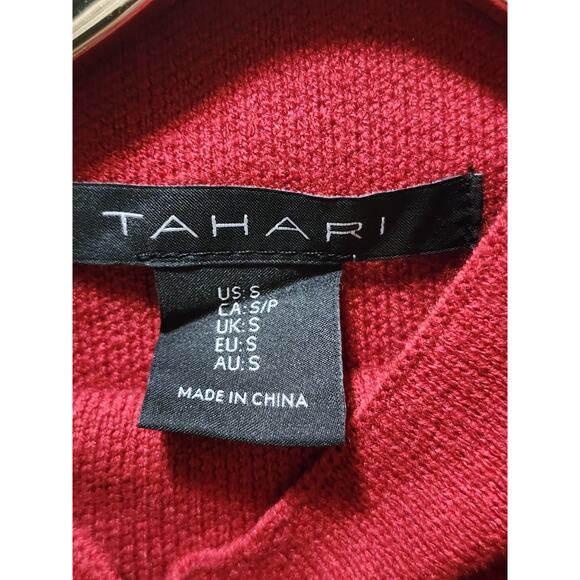 TAHARI
US: S
CA: S/P
UK: S
EU: S
AU: S
MADE IN CHINA